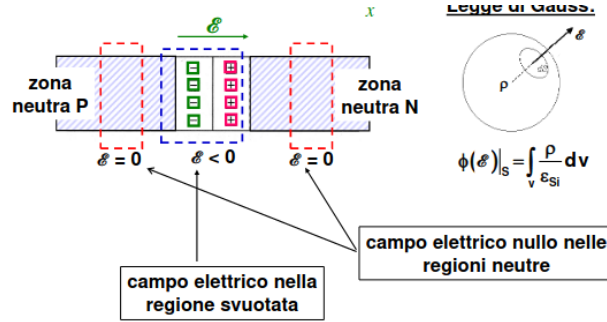 x
Legge di Gauss:
ℰ
ℰ
dS
ρ
zona
neutra P
− +
− +
− +
− +
zona
neutra N
ℰ = 0
ℰ < 0
ℰ = 0
ϕ(ℰ)|S = ∫v ρ/εSi dv
campo elettrico nullo nelle
regioni neutre
campo elettrico nella
regione svuotata